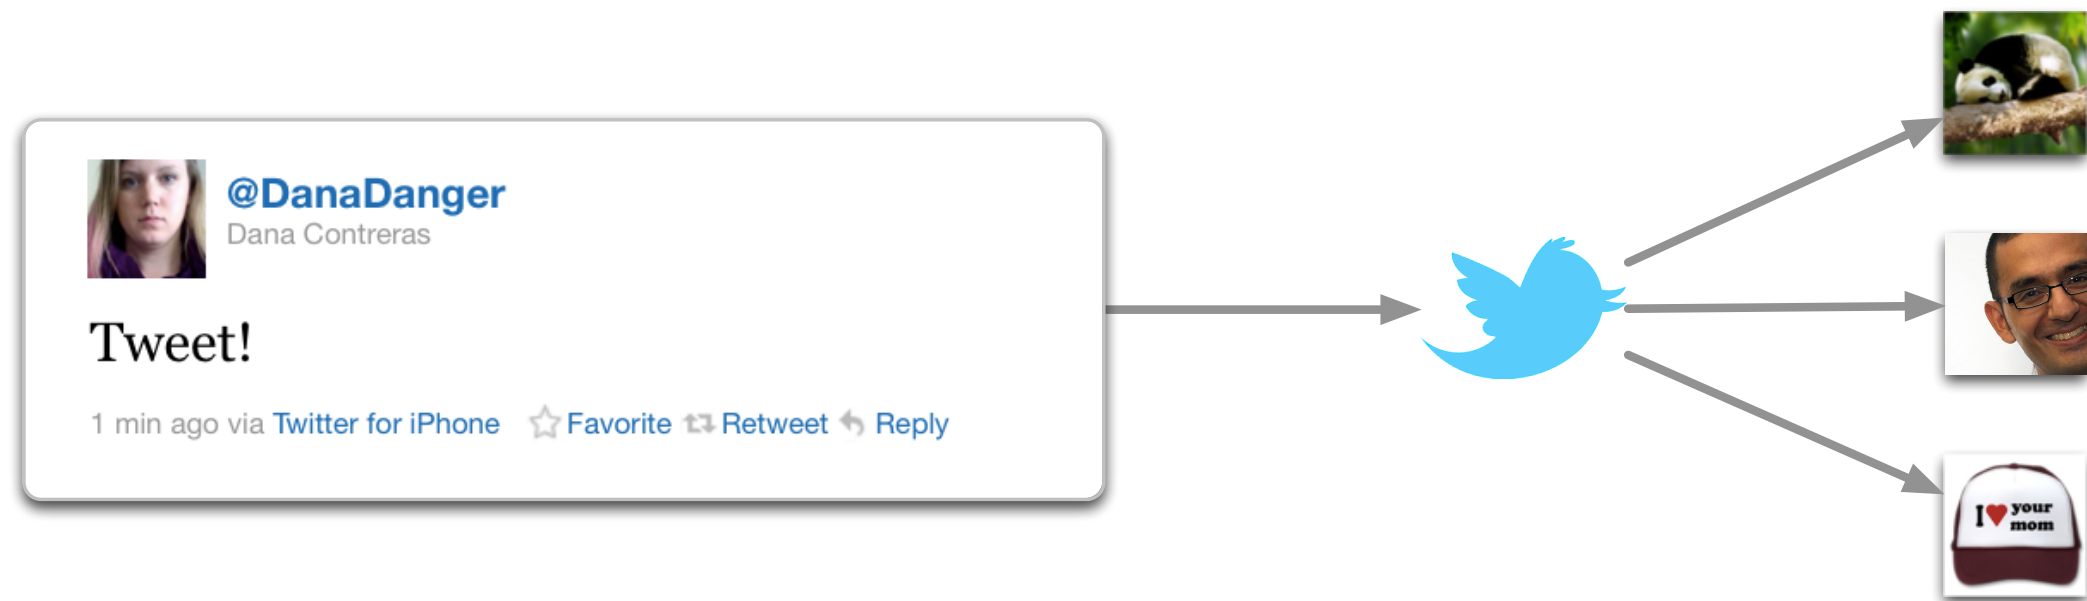 @DanaDanger
Dana Contreras
Tweet!
1 min ago via Twitter for iPhone Favorite Retweet Reply
I your
mom